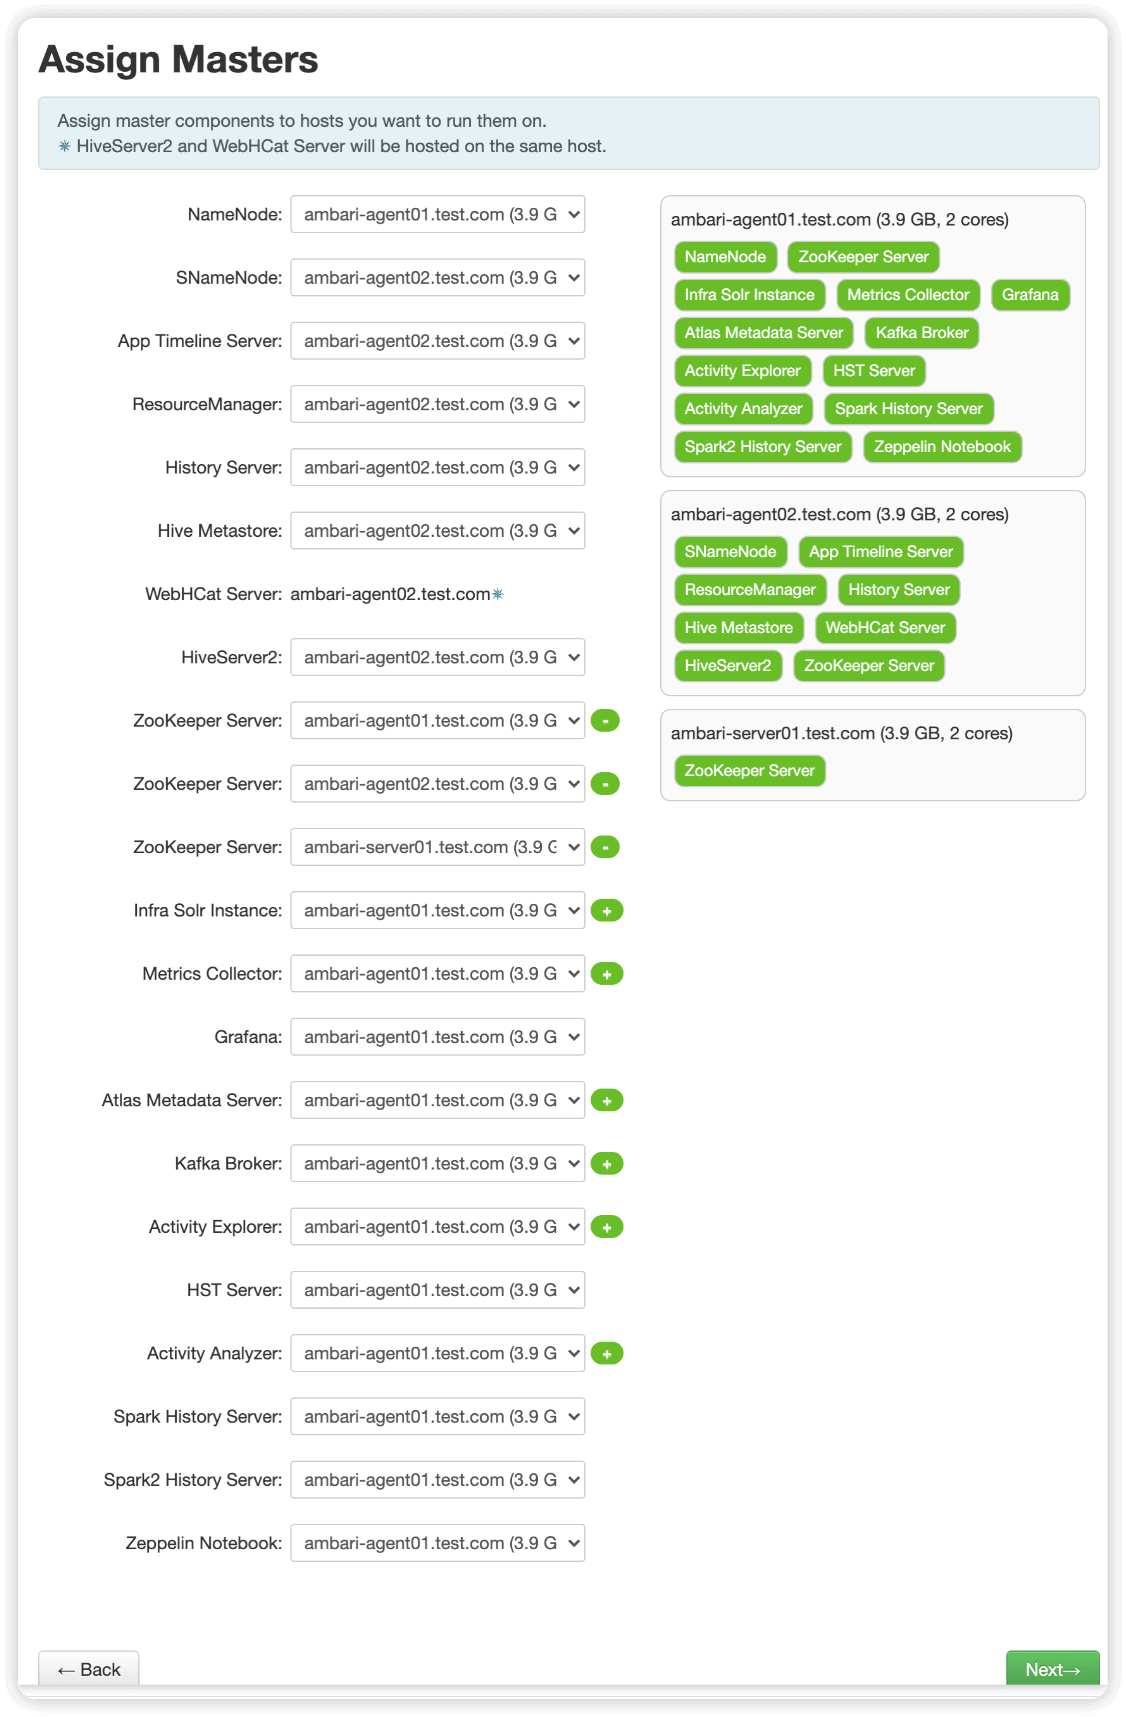 Assign Masters
Assign master components to hosts you want to run them on.
✵ HiveServer2 and WebHCat Server will be hosted on the same host.
NameNode: ambari-agent01.test.com (3.9 G
SNameNode: ambari-agent02.test.com (3.9 G
App Timeline Server: ambari-agent02.test.com (3.9 G
ResourceManager: ambari-agent02.test.com (3.9 G
History Server: ambari-agent02.test.com (3.9 G
Hive Metastore: ambari-agent02.test.com (3.9 G
WebHCat Server: ambari-agent02.test.com✵
HiveServer2: ambari-agent02.test.com (3.9 G
ZooKeeper Server: ambari-agent01.test.com (3.9 G -
ZooKeeper Server: ambari-agent02.test.com (3.9 G -
ZooKeeper Server: ambari-server01.test.com (3.9 G -
Infra Solr Instance: ambari-agent01.test.com (3.9 G +
Metrics Collector: ambari-agent01.test.com (3.9 G +
Grafana: ambari-agent01.test.com (3.9 G
Atlas Metadata Server: ambari-agent01.test.com (3.9 G +
Kafka Broker: ambari-agent01.test.com (3.9 G +
Activity Explorer: ambari-agent01.test.com (3.9 G +
HST Server: ambari-agent01.test.com (3.9 G
Activity Analyzer: ambari-agent01.test.com (3.9 G +
Spark History Server: ambari-agent01.test.com (3.9 G
Spark2 History Server: ambari-agent01.test.com (3.9 G
Zeppelin Notebook: ambari-agent01.test.com (3.9 G
ambari-agent01.test.com (3.9 GB, 2 cores)
NameNode ZooKeeper Server
Infra Solr Instance Metrics Collector Grafana
Atlas Metadata Server Kafka Broker
Activity Explorer HST Server
Activity Analyzer Spark History Server
Spark2 History Server Zeppelin Notebook
ambari-agent02.test.com (3.9 GB, 2 cores)
SNameNode App Timeline Server
ResourceManager History Server
Hive Metastore WebHCat Server
HiveServer2 ZooKeeper Server
ambari-server01.test.com (3.9 GB, 2 cores)
ZooKeeper Server
← Back
Next→